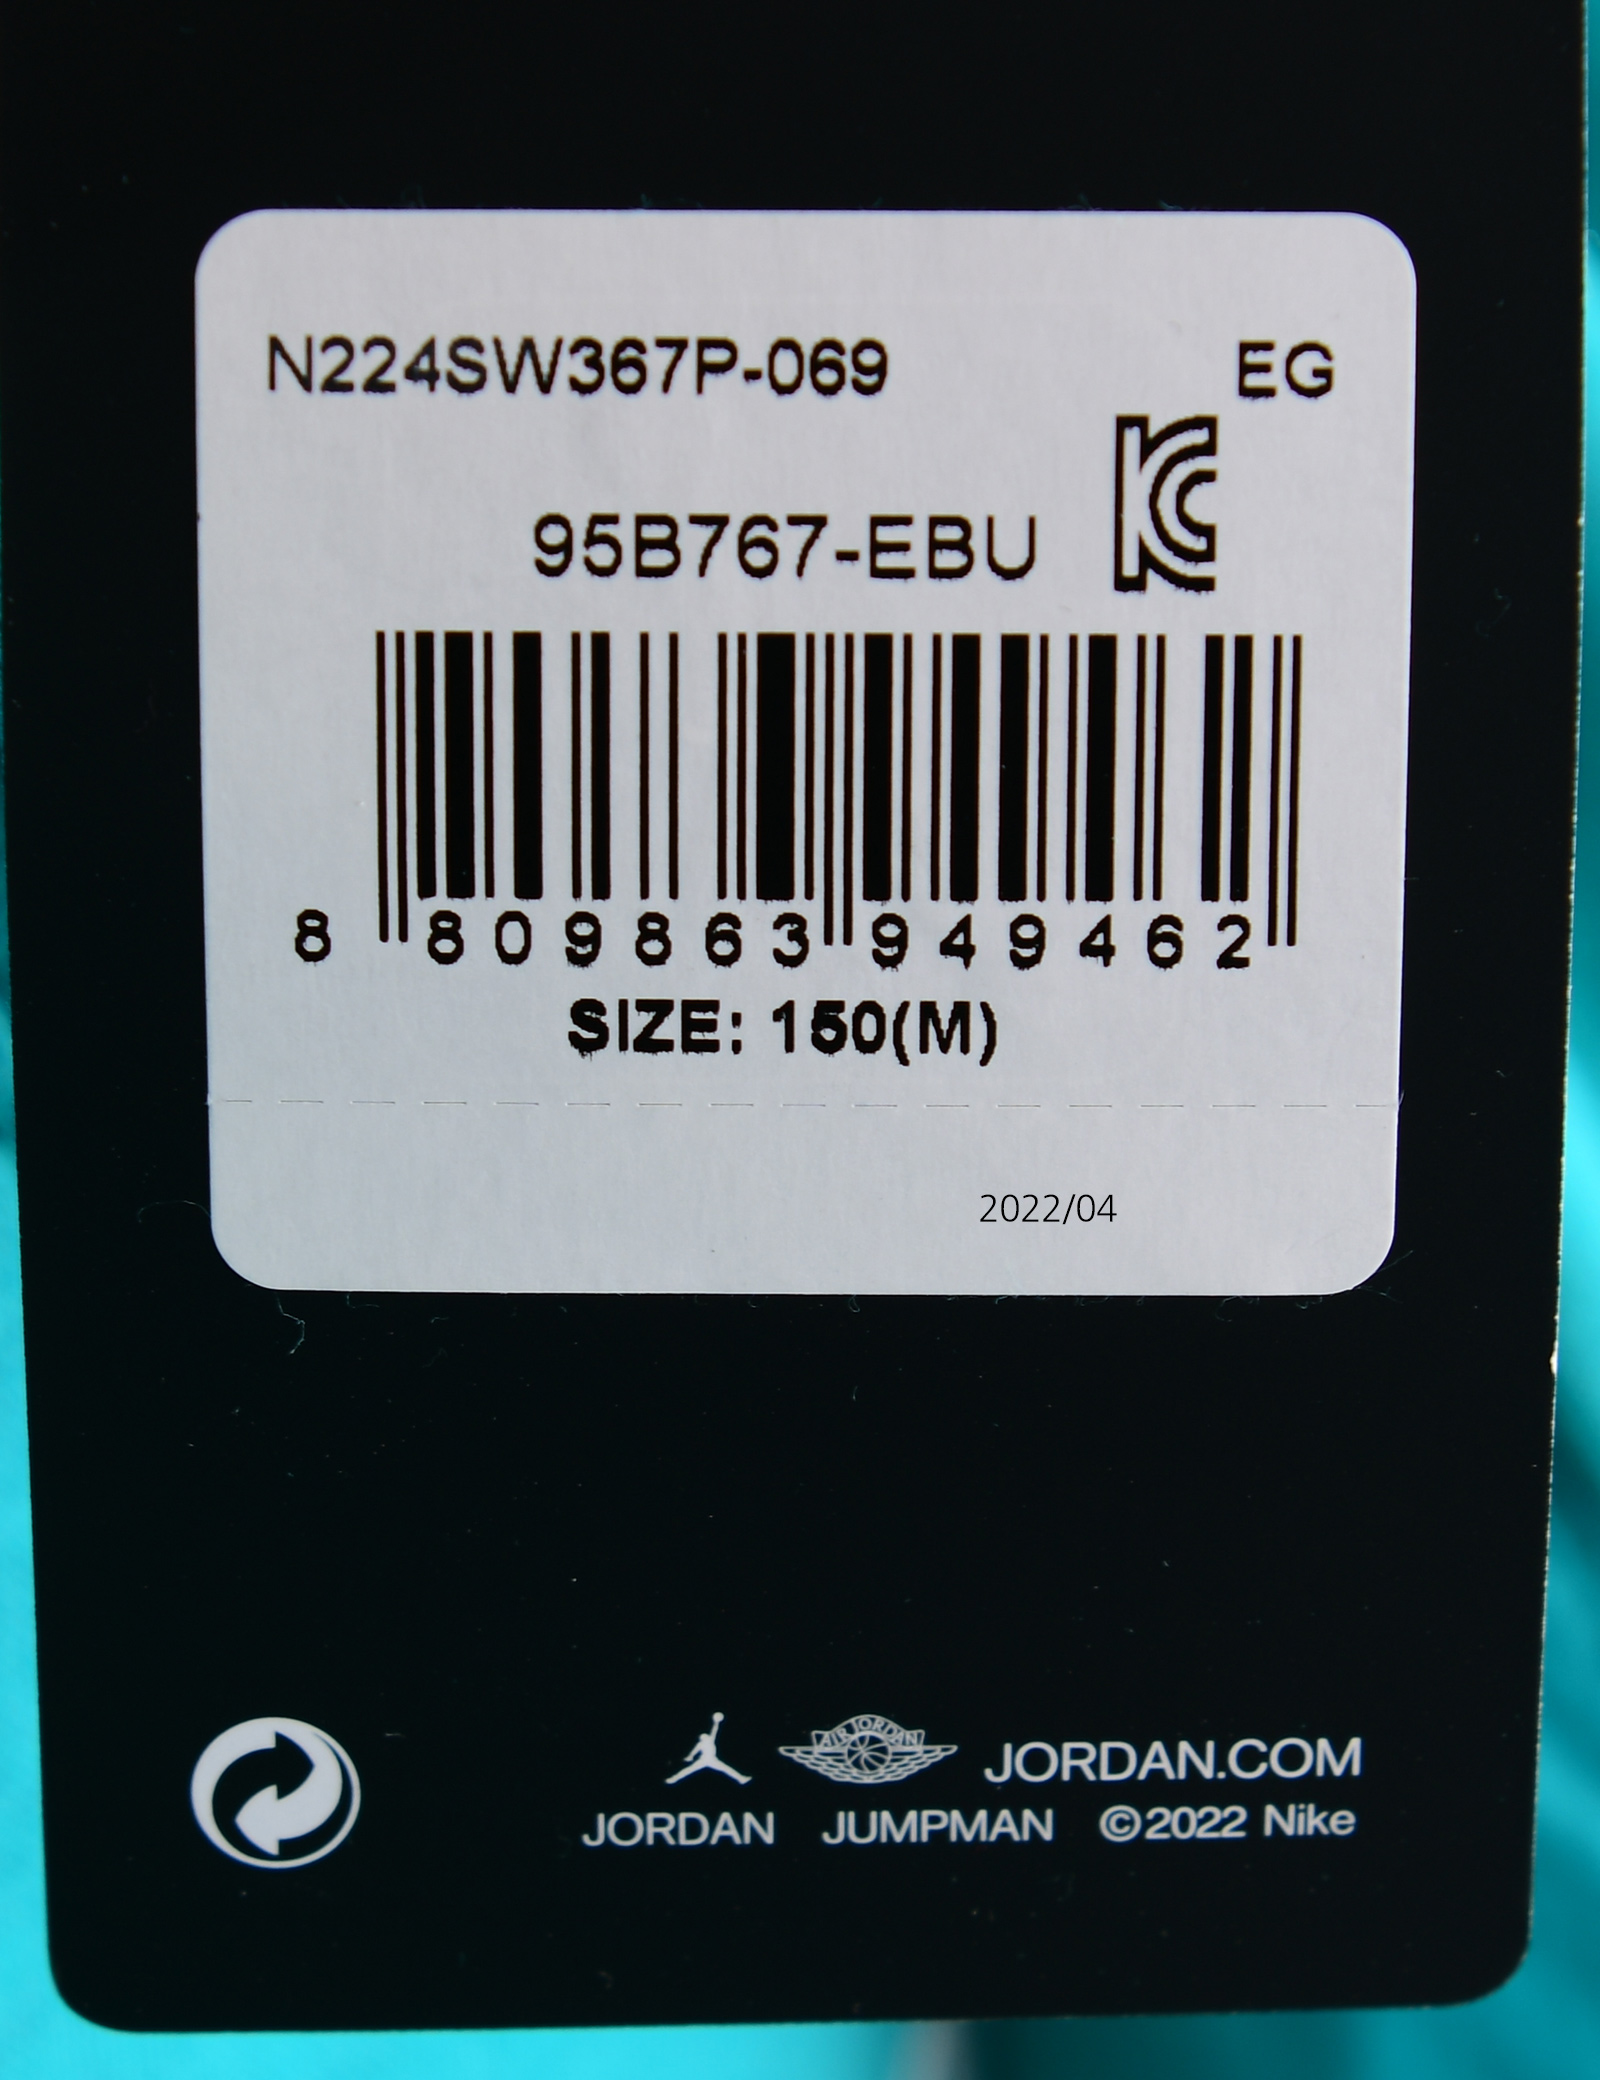 N224SW367P-069 EG
95B767-EBU
8 809863 949462
SIZE: 150(M)
2022/04
AIR JORDAN JORDAN.COM
JORDAN JUMPMAN ©2022 Nike